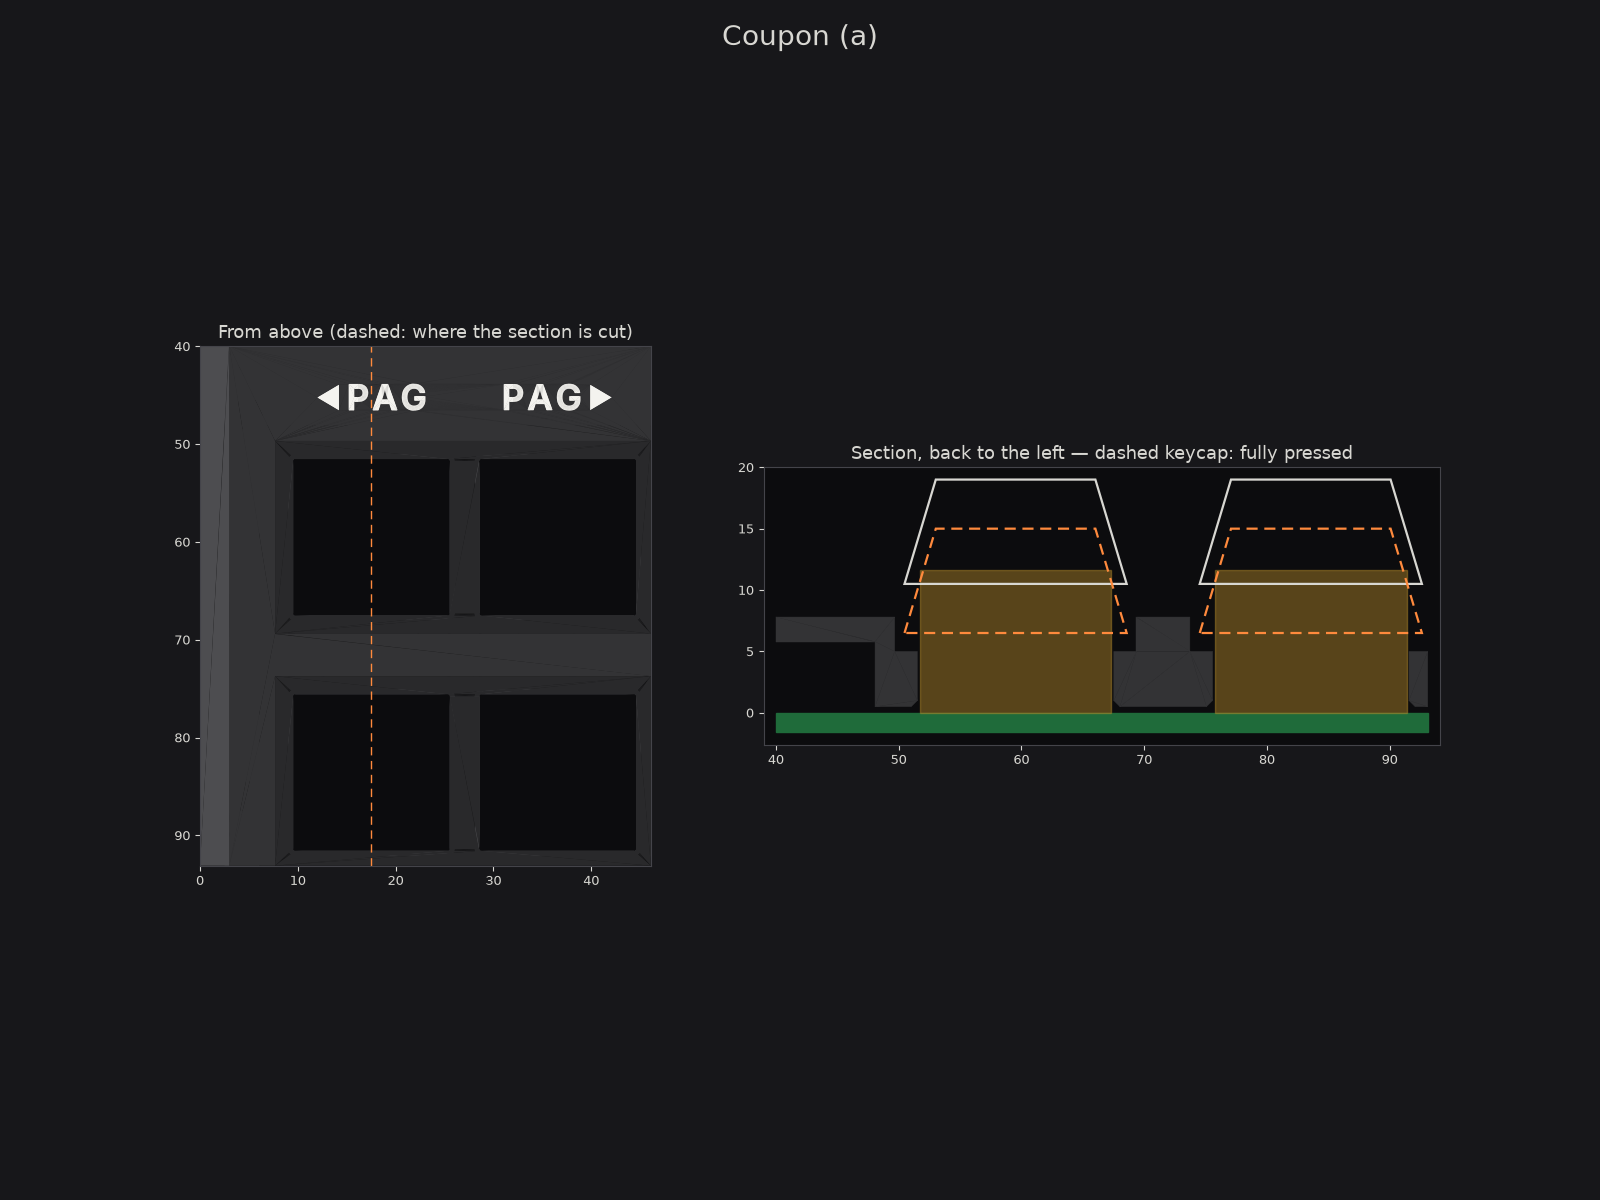 Coupon (a)
From above (dashed: where the section is cut)
40
50
60
70
80
90
0 10 20 30 40
◀PAG PAG▶
Section, back to the left — dashed keycap: fully pressed
20
15
10
5
0
40 50 60 70 80 90